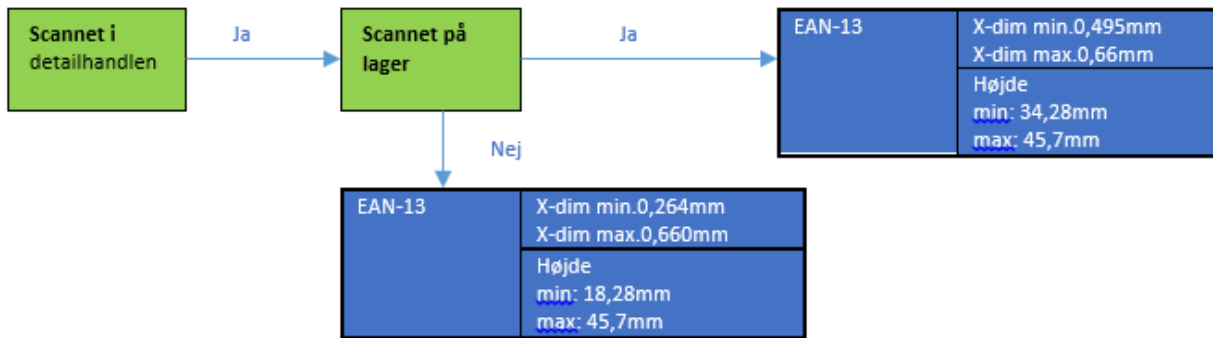 Scannet i
detailhandlen
Ja
Scannet på
lager
Ja
EAN-13
X-dim min.0,495mm
X-dim max.0,66mm
Højde
min: 34,28mm
max: 45,7mm
Nej
EAN-13
X-dim min.0,264mm
X-dim max.0,660mm
Højde
min: 18,28mm
max: 45,7mm